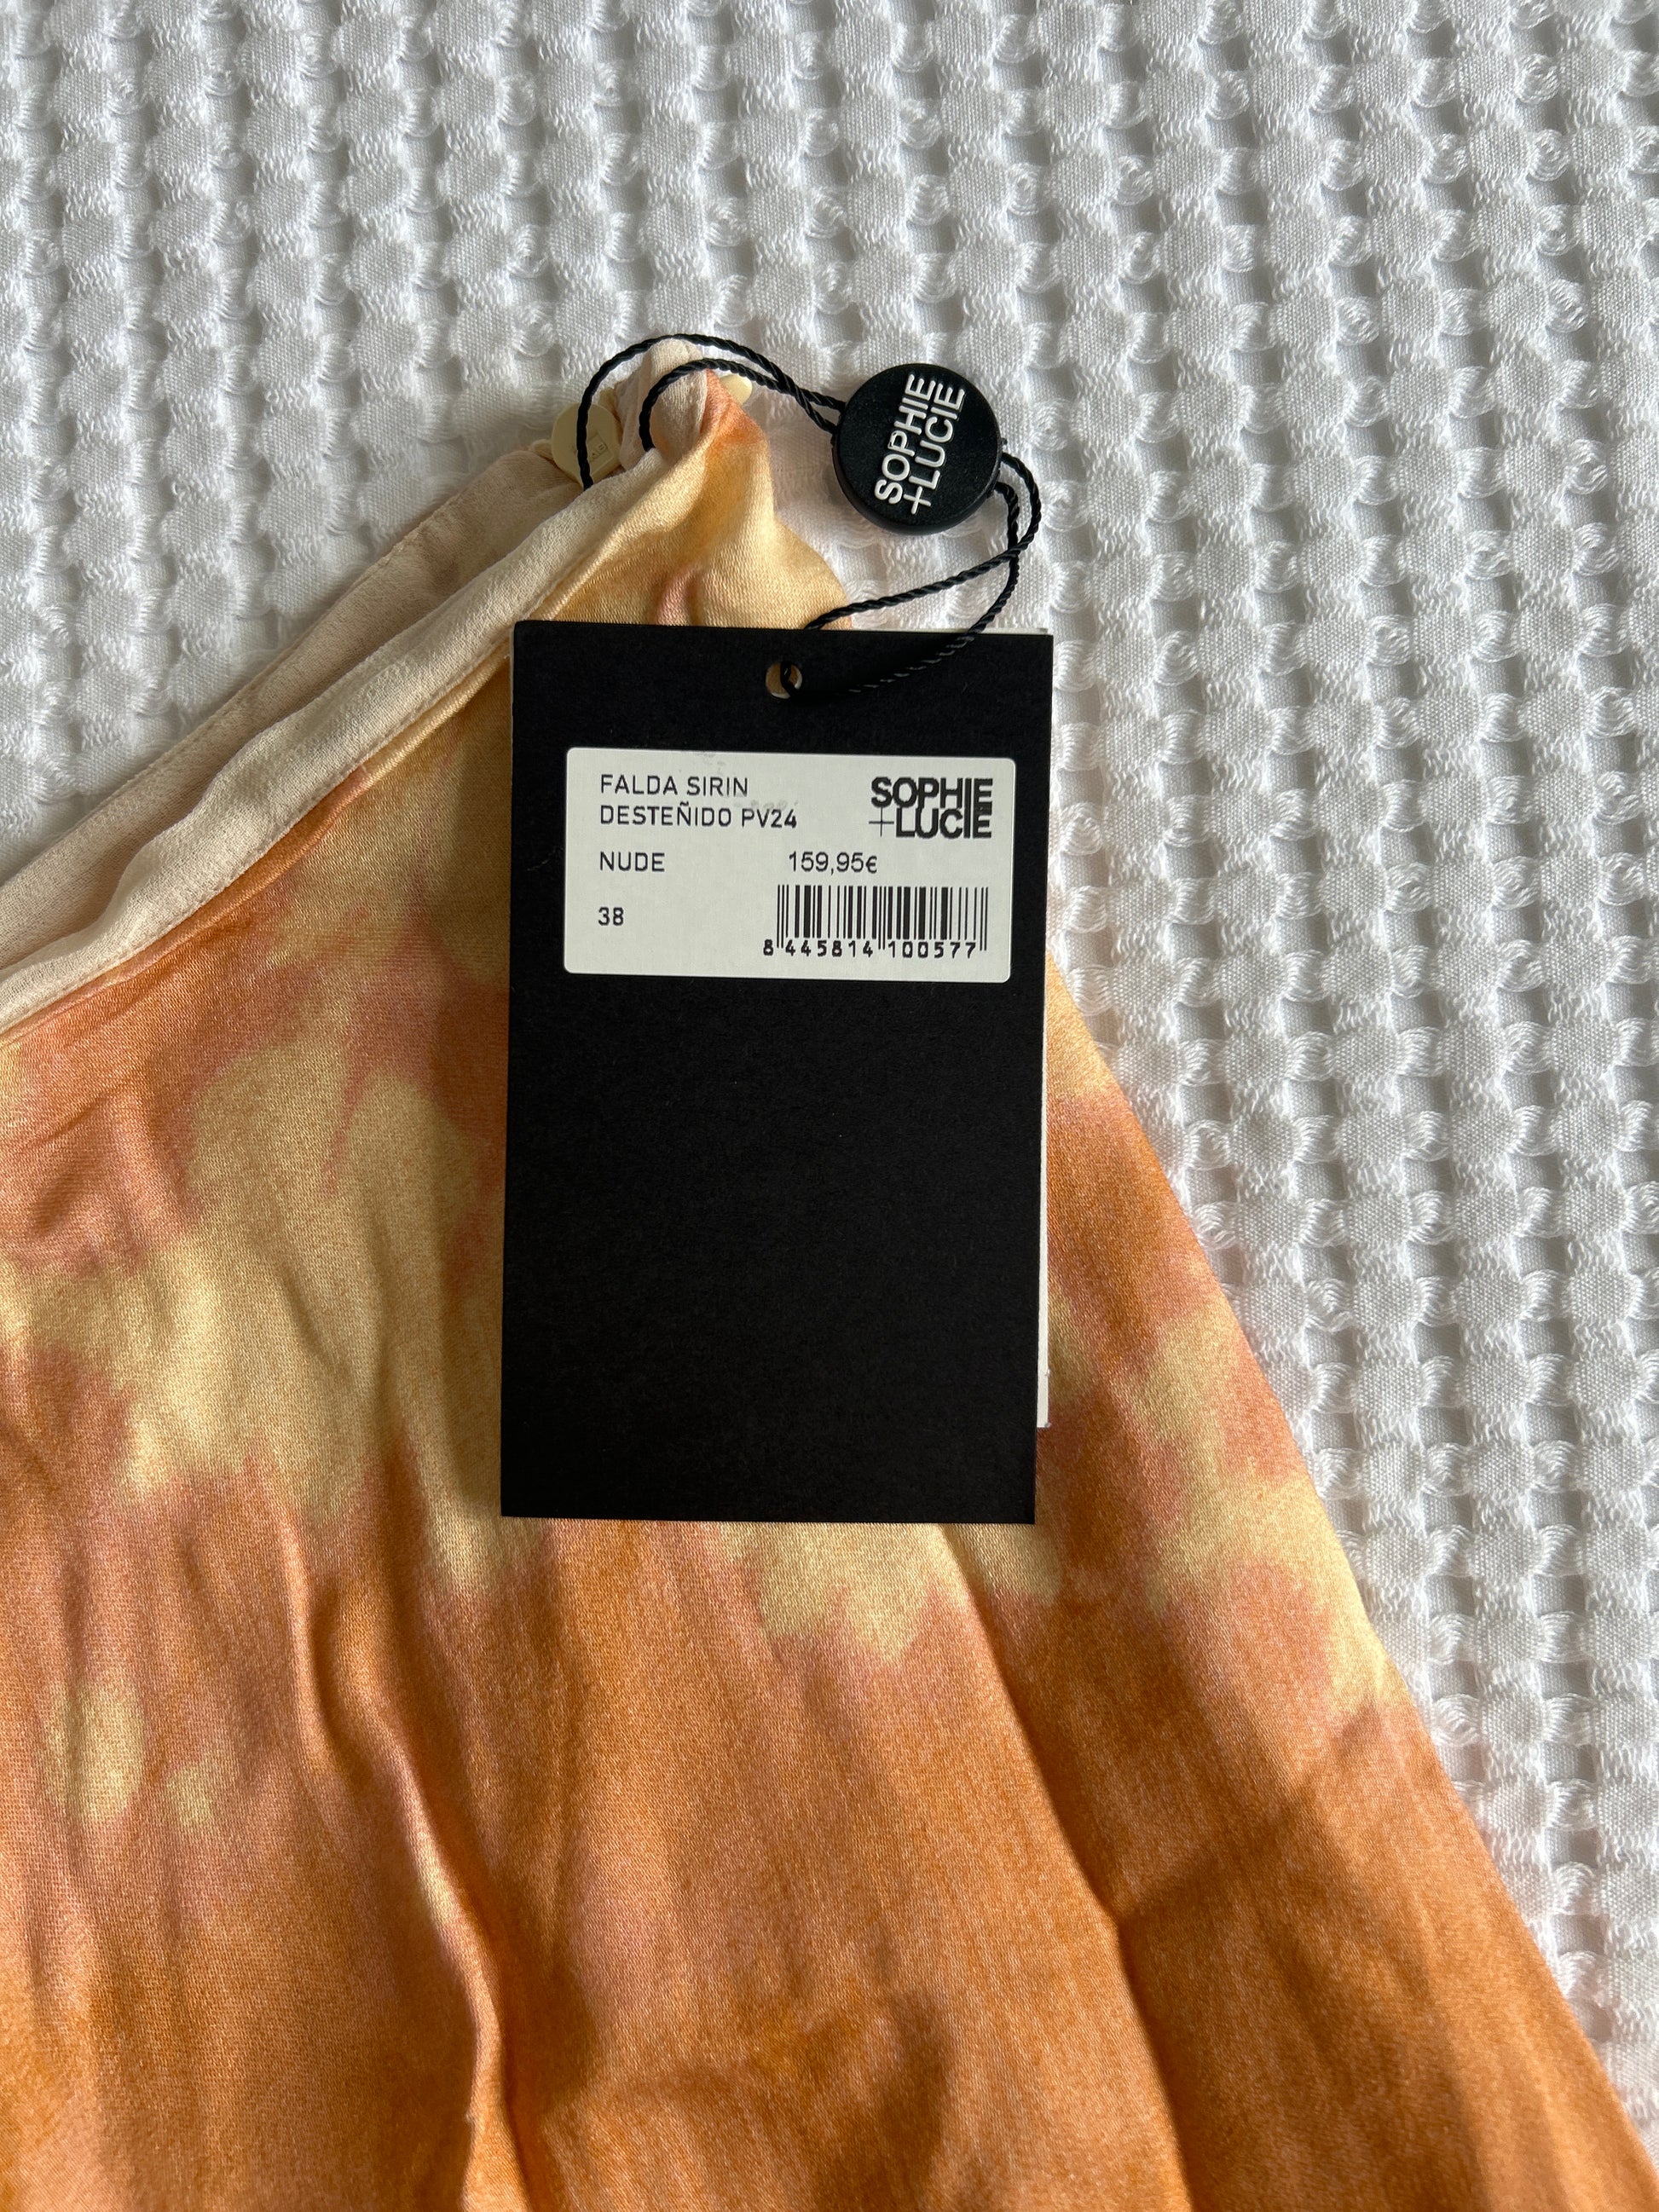 SOPHIE
+LUCIE
FALDA SIRIN
DESTEÑIDO PV24
SOPHIE
+LUCIE
NUDE 159,95€
38
8 445814 100577